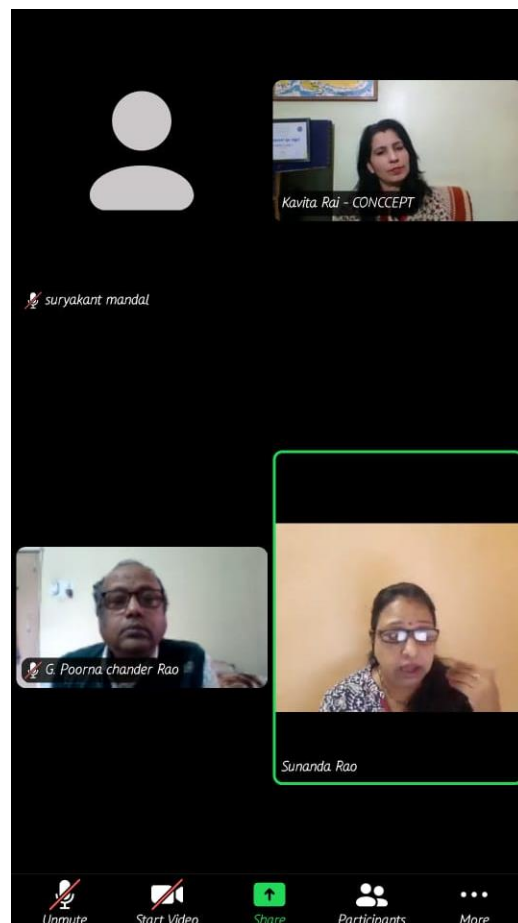 Kavita Rai - CONCCEPT
suryakant mandal
G. Poorna chander Rao
Sunanda Rao
Unmute
Start Video
Share
Participants
More